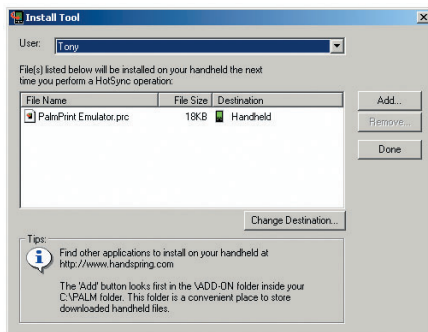 Install Tool
User: Tony
File(s) listed below will be installed on your handheld the next
time you perform a HotSync operation:
File Name File Size Destination
PalmPrint Emulator.prc 18KB Handheld
Add...
Remove...
Done
Change Destination...
Tips:
Find other applications to install on your handheld at
http://www.handspring.com
The 'Add' button looks first in the \ADD-ON folder inside your
C:\PALM folder. This folder is a convenient place to store
downloaded handheld files.